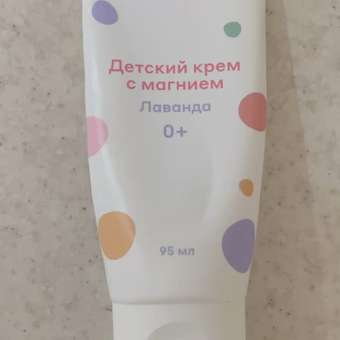 Детский крем
с магнием
Лаванда
0+
95 мл